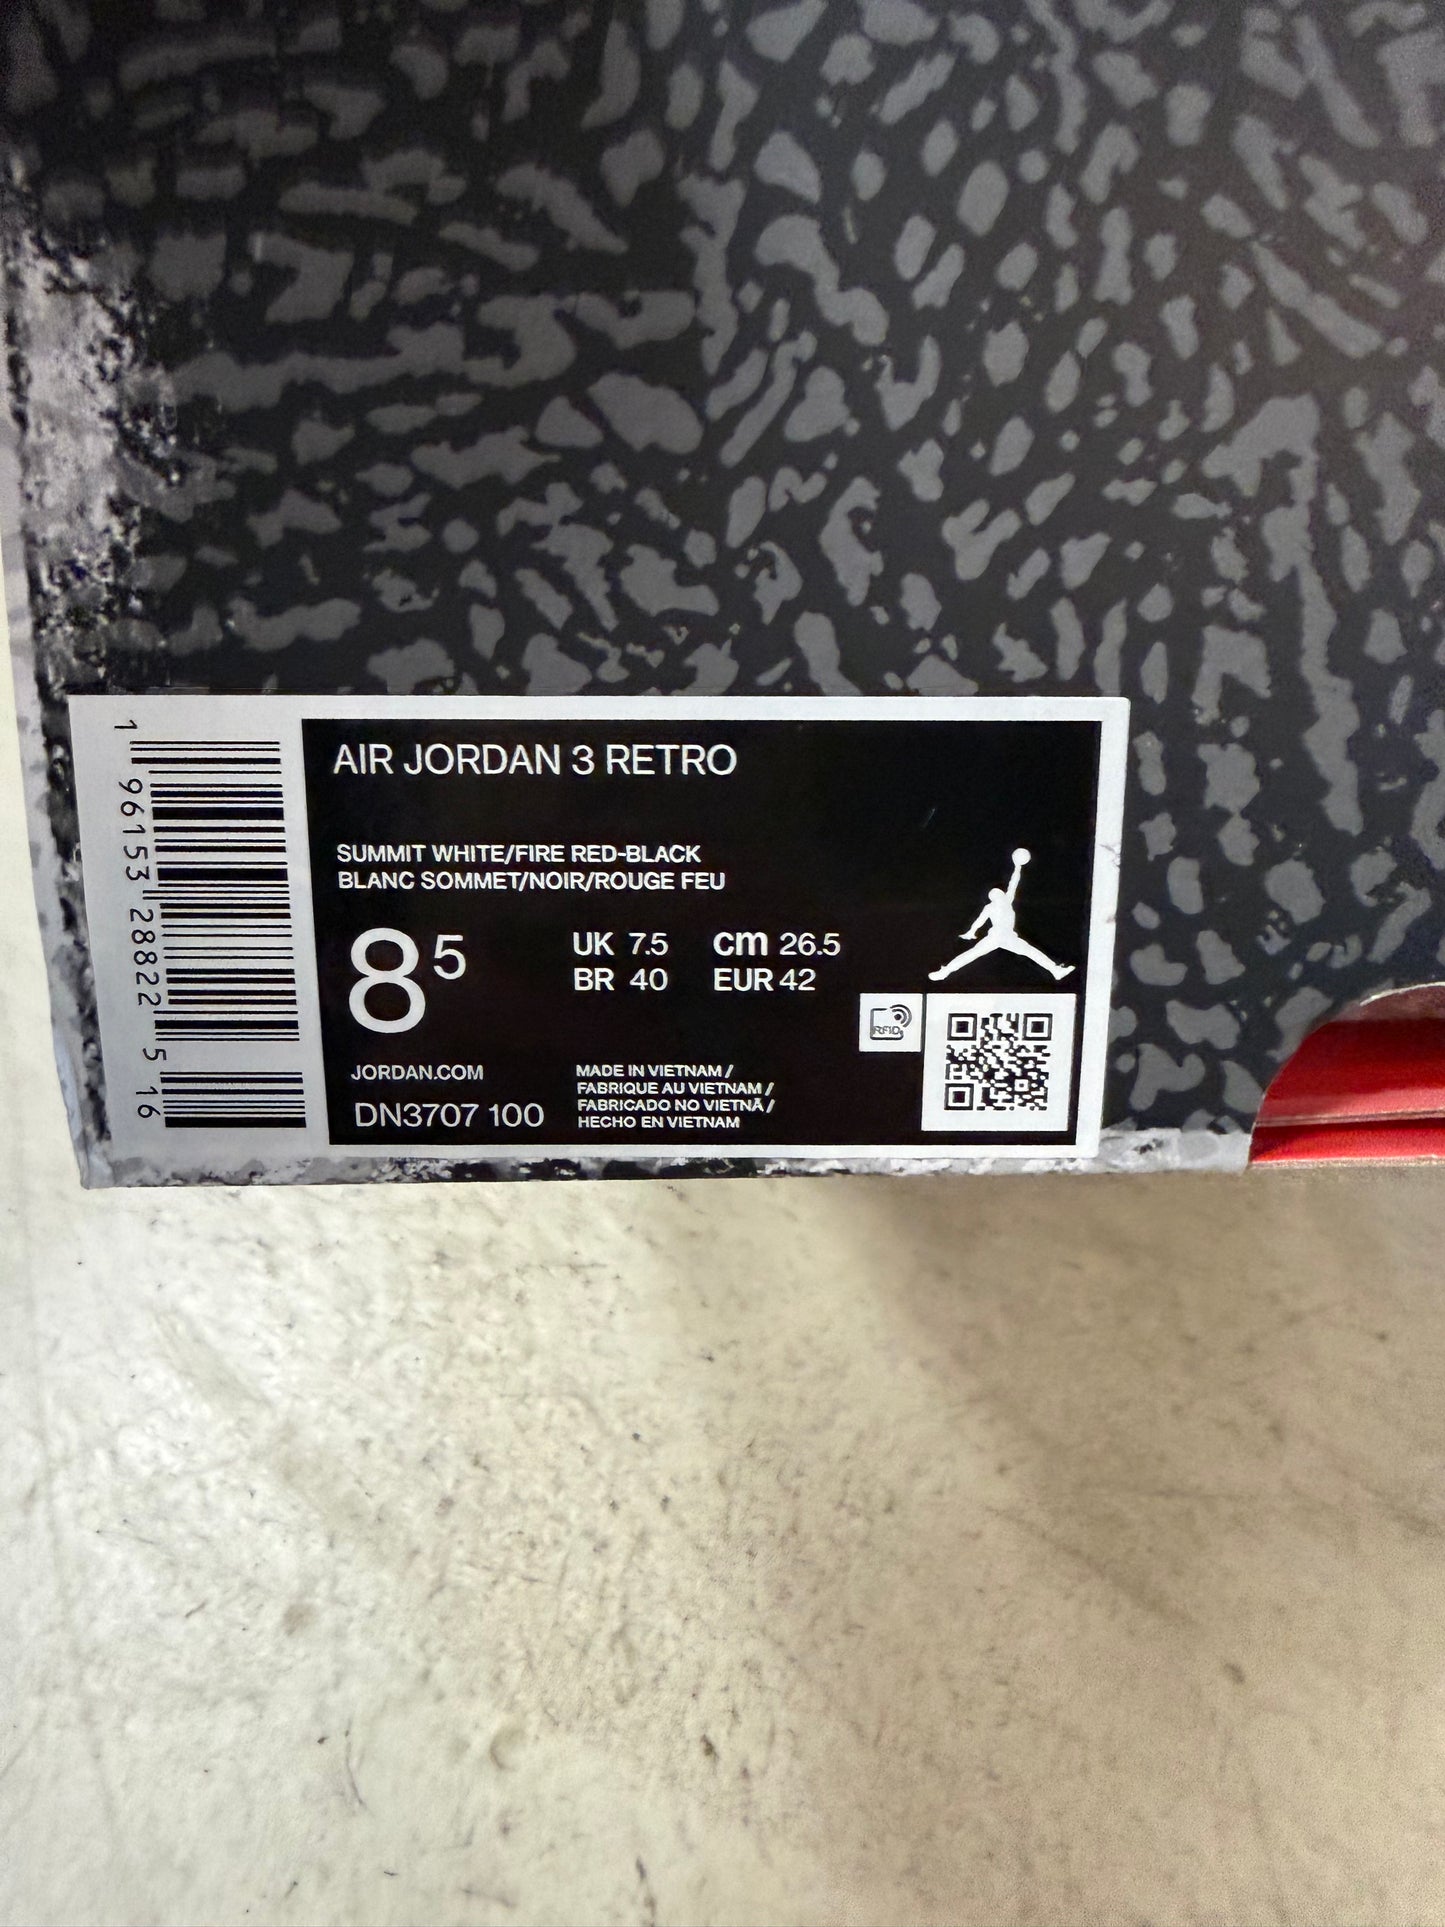 1 96153 28822 5 16
AIR JORDAN 3 RETRO
SUMMIT WHITE/FIRE RED-BLACK
BLANC SOMMET/NOIR/ROUGE FEU
8⁵
UK 7.5 cm 26.5
BR 40 EUR 42
RFID
JORDAN.COM
DN3707 100
MADE IN VIETNAM /
FABRIQUE AU VIETNAM /
FABRICADO NO VIETNÃ /
HECHO EN VIETNAM